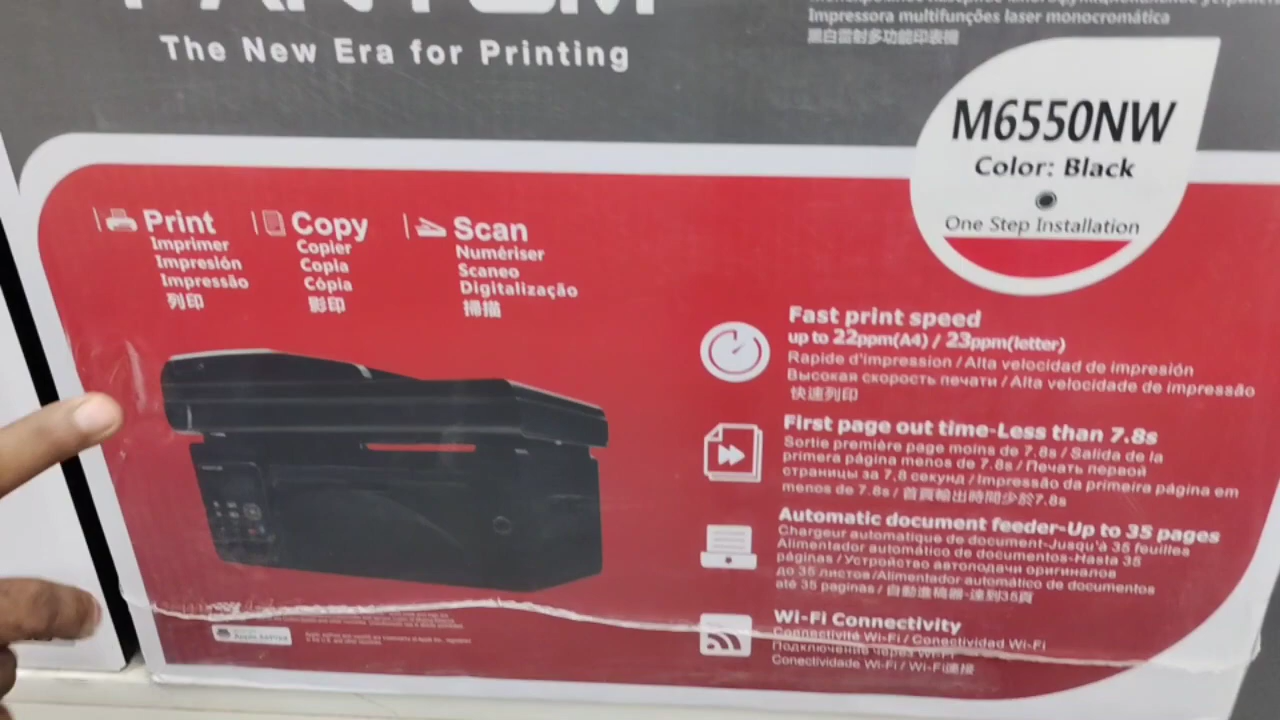 PANTUM
The New Era for Printing
Impressora multifunções laser monocromática
黑白雷射多功能印表機
M6550NW
Color: Black
One Step Installation
Print
Imprimer
Impresión
Impressão
列印
Copy
Copier
Copia
Cópia
影印
Scan
Numériser
Scaneo
Digitalização
掃描
Fast print speed
up to 22ppm(A4) / 23ppm(letter)
Rapide d'impression / Alta velocidad de impresión
Высокая скорость печати / Alta velocidade de impressão
快速列印
First page out time-Less than 7.8s
Sortie première page moins de 7.8s / Salida de la
primera página menos de 7.8s / Печать первой
страницы за 7,8 секунд / Impressão da primeira página em
menos de 7.8s / 首頁輸出時間少於7.8s
Automatic document feeder-Up to 35 pages
Chargeur automatique de document-Jusqu'à 35 feuilles
Alimentador automático de documentos-Hasta 35
páginas / Устройство автоподачи оригиналов
до 35 листов/Alimentador automático de documentos
até 35 paginas / 自動進稿器-達到35頁
Wi-Fi Connectivity
Connectivité Wi-Fi / Conectividad Wi-Fi
Подключение через Wi-Fi
Conectividade Wi-Fi / Wi-Fi連接
Apple AirPrint